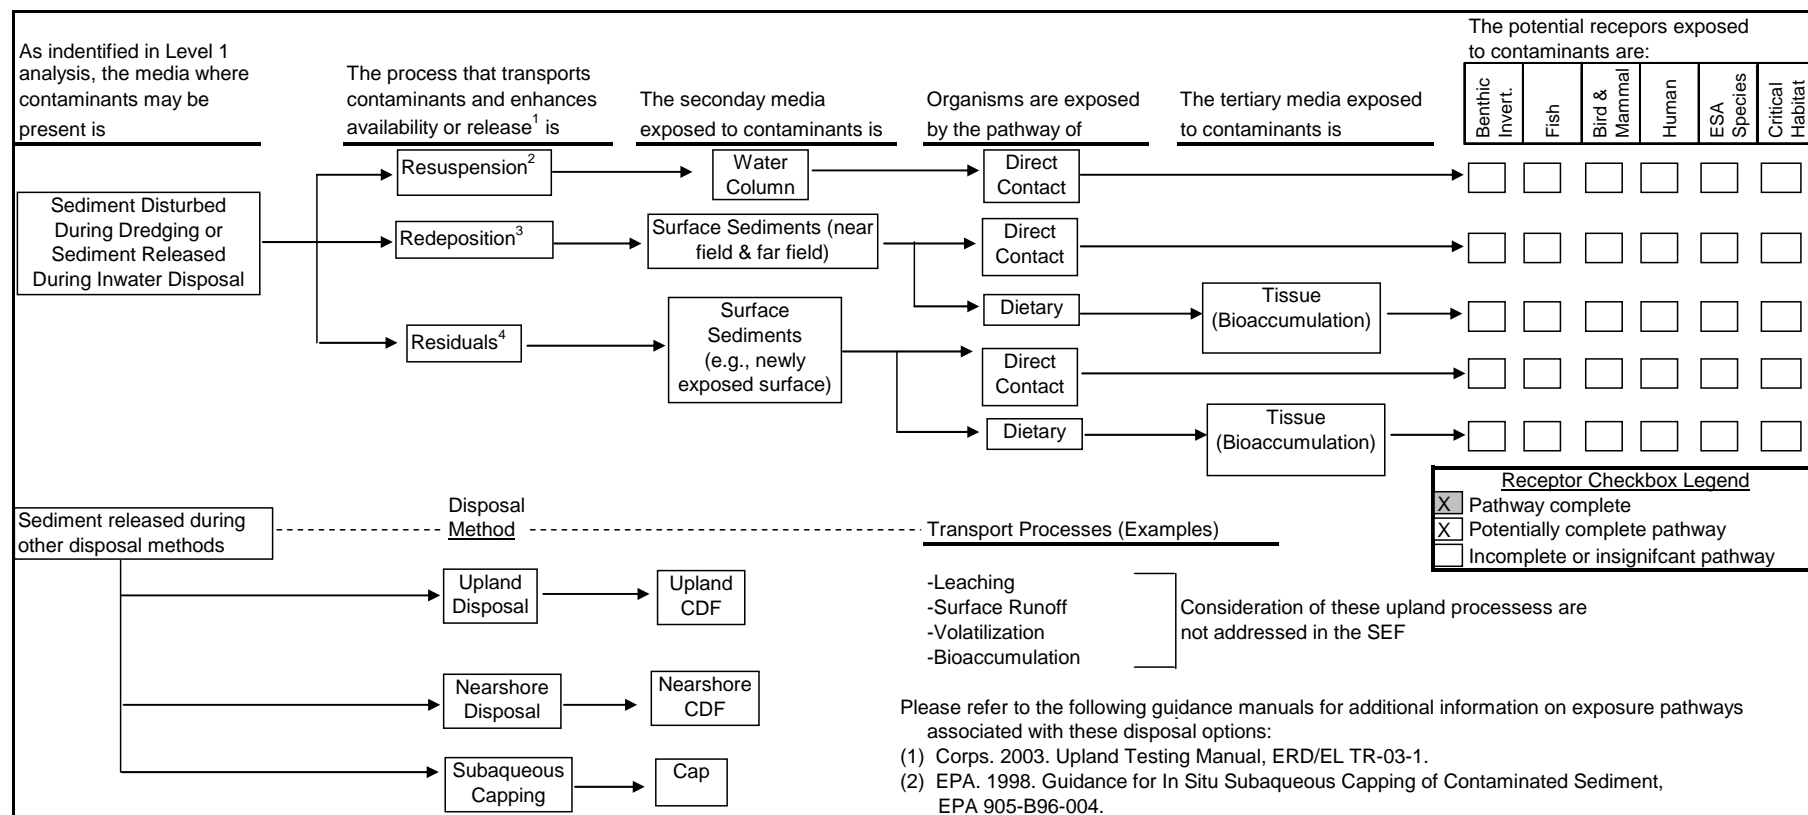 As indentified in Level 1
analysis, the media where
contaminants may be
present is
The process that transports
contaminants and enhances
availability or release¹ is
The seconday media
exposed to contaminants is
Organisms are exposed
by the pathway of
The tertiary media exposed
to contaminants is
The potential recepors exposed
to contaminants are:
Benthic
Invert.
Fish
Bird &
Mammal
Human
ESA
Species
Critical
Habitat
Sediment Disturbed
During Dredging or
Sediment Released
During Inwater Disposal
Resuspension²
Water
Column
Direct
Contact
Redeposition³
Surface Sediments (near
field & far field)
Direct
Contact
Dietary
Tissue
(Bioaccumulation)
Residuals⁴
Surface
Sediments
(e.g., newly
exposed surface)
Direct
Contact
Dietary
Tissue
(Bioaccumulation)
Receptor Checkbox Legend
X Pathway complete
X Potentially complete pathway
Incomplete or insignifcant pathway
Sediment released during
other disposal methods
Disposal
Method
Transport Processes (Examples)
Upland
Disposal
Upland
CDF
-Leaching
-Surface Runoff
-Volatilization
-Bioaccumulation
Consideration of these upland processess are
not addressed in the SEF
Nearshore
Disposal
Nearshore
CDF
Subaqueous
Capping
Cap
Please refer to the following guidance manuals for additional information on exposure pathways
associated with these disposal options:
(1) Corps. 2003. Upland Testing Manual, ERD/EL TR-03-1.
(2) EPA. 1998. Guidance for In Situ Subaqueous Capping of Contaminated Sediment,
EPA 905-B96-004.